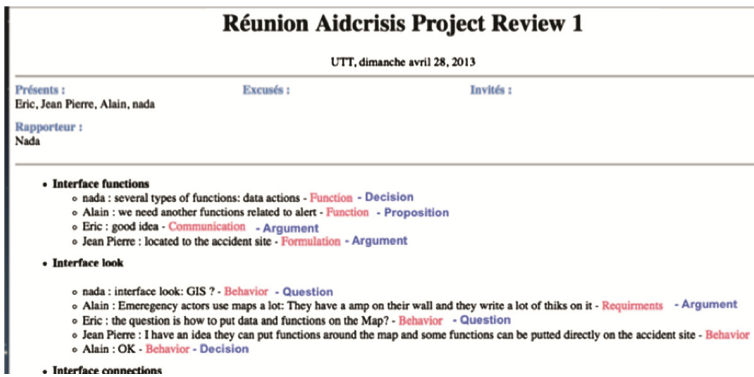 Réunion Aidcrisis Project Review 1
UTT, dimanche avril 28, 2013
Présents : Excusés : Invités :
Eric, Jean Pierre, Alain, nada
Rapporteur :
Nada
• Interface functions
nada : several types of functions: data actions - Function - Decision
Alain : we need another functions related to alert - Function - Proposition
Eric : good idea - Communication - Argument
Jean Pierre : located to the accident site - Formulation - Argument
• Interface look
nada : interface look: GIS ? - Behavior - Question
Alain : Emeregency actors use maps a lot: They have a amp on their wall and they write a lot of thiks on it - Requirments - Argument
Eric : the question is how to put data and functions on the Map? - Behavior - Question
Jean Pierre : I have an idea they can put functions around the map and some functions can be putted directly on the accident site - Behavior
Alain : OK - Behavior - Decision
• Interface connections